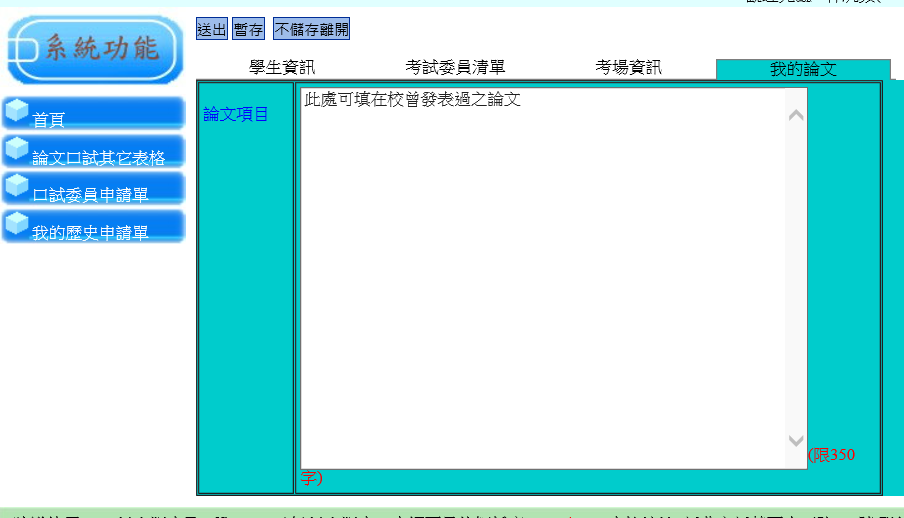 系統功能
送出 暫存 不儲存離開
學生資訊 考試委員清單 考場資訊 我的論文
首頁
論文口試其它表格
口試委員申請單
我的歷史申請單
論文項目
此處可填在校曾發表過之論文
(限350
字)